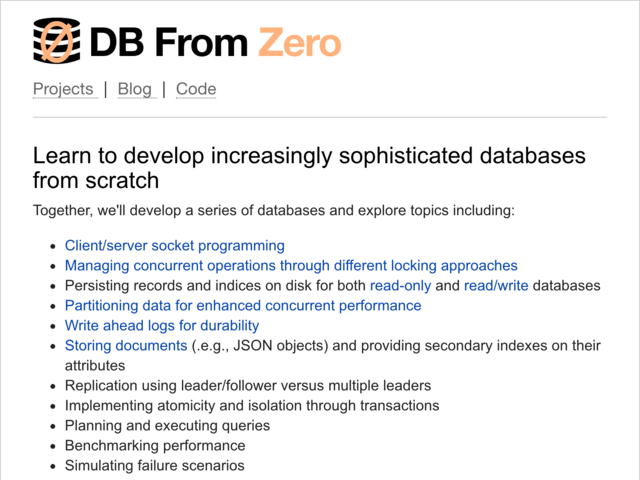 DB From Zero
Projects | Blog | Code
Learn to develop increasingly sophisticated databases
from scratch
Together, we'll develop a series of databases and explore topics including:
• Client/server socket programming
• Managing concurrent operations through different locking approaches
• Persisting records and indices on disk for both read-only and read/write databases
• Partitioning data for enhanced concurrent performance
• Write ahead logs for durability
• Storing documents (.e.g., JSON objects) and providing secondary indexes on their
attributes
• Replication using leader/follower versus multiple leaders
• Implementing atomicity and isolation through transactions
• Planning and executing queries
• Benchmarking performance
• Simulating failure scenarios